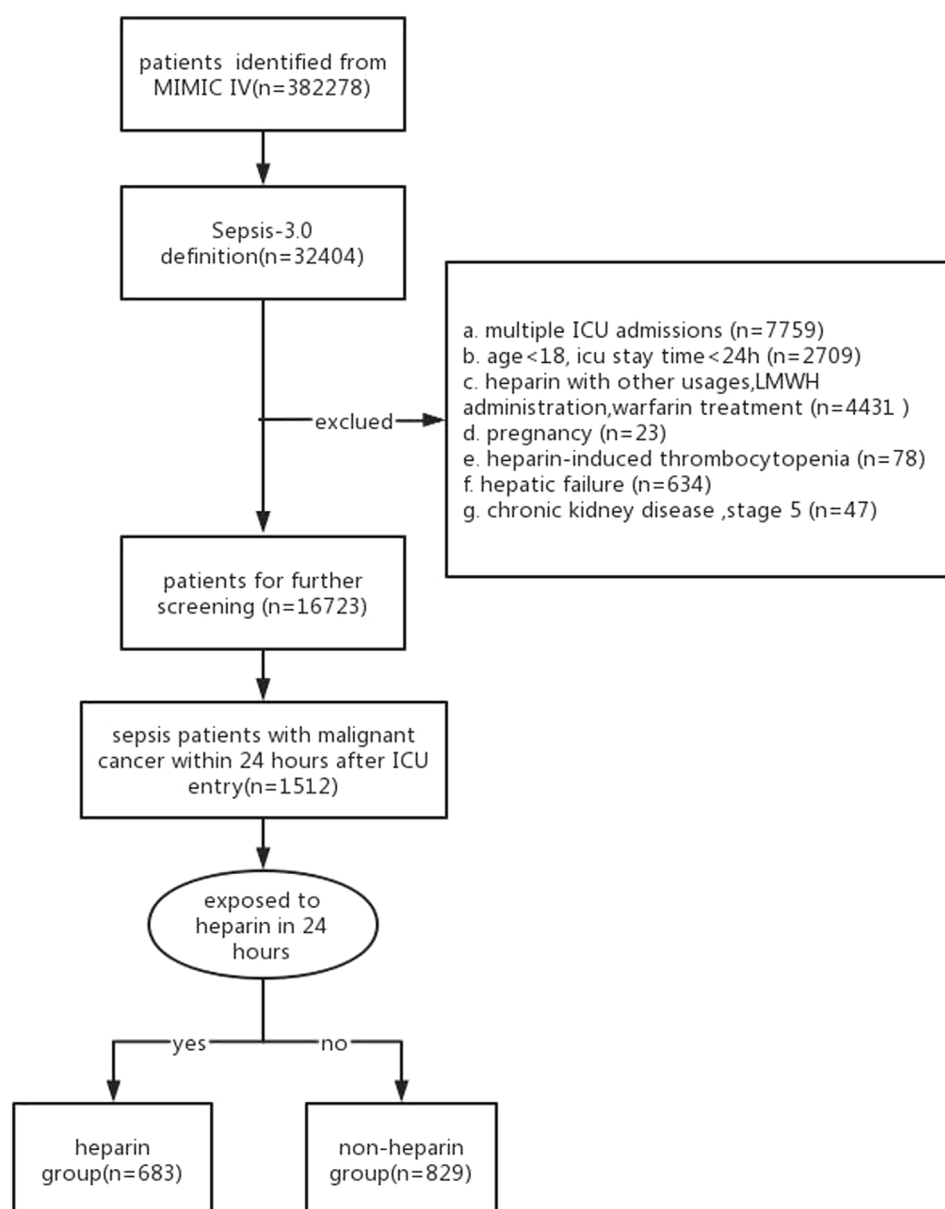 patients identified from
MIMIC IV(n=382278)
Sepsis-3.0
definition(n=32404)
exclued
a. multiple ICU admissions (n=7759)
b. age<18, icu stay time<24h (n=2709)
c. heparin with other usages,LMWH
administration,warfarin treatment (n=4431 )
d. pregnancy (n=23)
e. heparin-induced thrombocytopenia (n=78)
f. hepatic failure (n=634)
g. chronic kidney disease ,stage 5 (n=47)
patients for further
screening (n=16723)
sepsis patients with malignant
cancer within 24 hours after ICU
entry(n=1512)
exposed to
heparin in 24
hours
yes
no
heparin
group(n=683)
non-heparin
group(n=829)